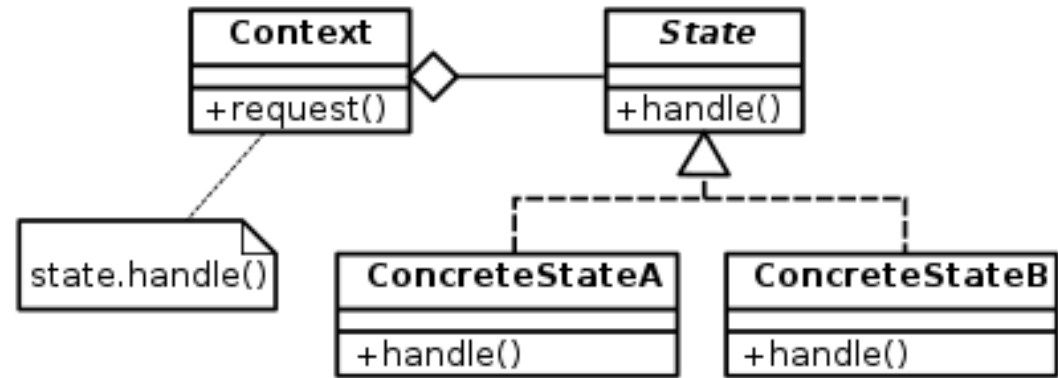 Context
+request()
State
+handle()
state.handle()
ConcreteStateA
+handle()
ConcreteStateB
+handle()